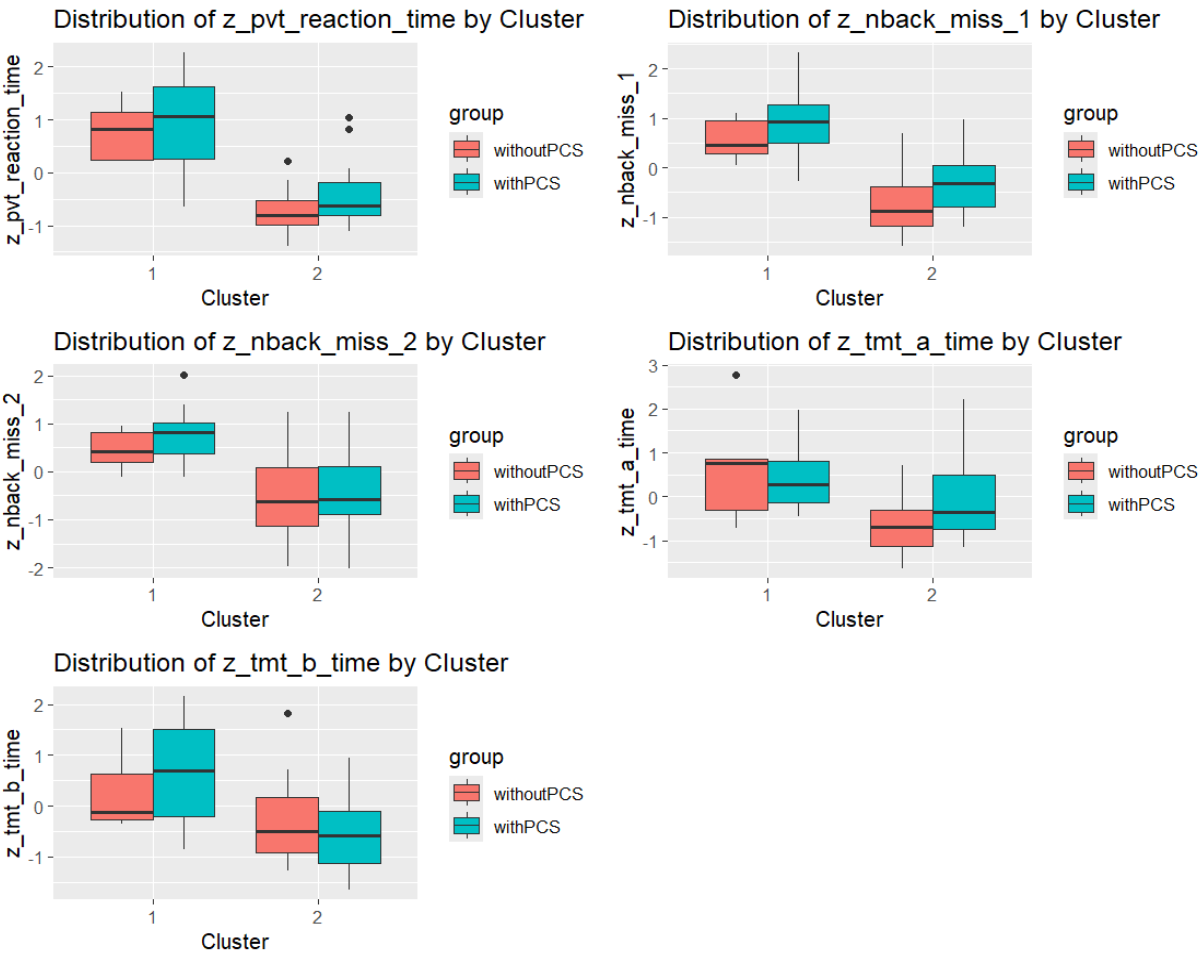 Distribution of z_pvt_reaction_time by Cluster
z_pvt_reaction_time
2
1
0
-1
1
2
Cluster
group
withoutPCS
withPCS
Distribution of z_nback_miss_1 by Cluster
z_nback_miss_1
2
1
0
-1
1
2
Cluster
group
withoutPCS
withPCS
Distribution of z_nback_miss_2 by Cluster
z_nback_miss_2
2
1
0
-1
-2
1
2
Cluster
group
withoutPCS
withPCS
Distribution of z_tmt_a_time by Cluster
z_tmt_a_time
3
2
1
0
-1
1
2
Cluster
group
withoutPCS
withPCS
Distribution of z_tmt_b_time by Cluster
z_tmt_b_time
2
1
0
-1
1
2
Cluster
group
withoutPCS
withPCS